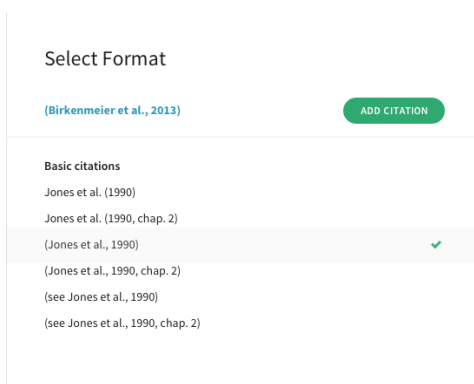 Select Format
(Birkenmeier et al., 2013)
ADD CITATION
Basic citations
Jones et al. (1990)
Jones et al. (1990, chap. 2)
(Jones et al., 1990)
(Jones et al., 1990, chap. 2)
(see Jones et al., 1990)
(see Jones et al., 1990, chap. 2)